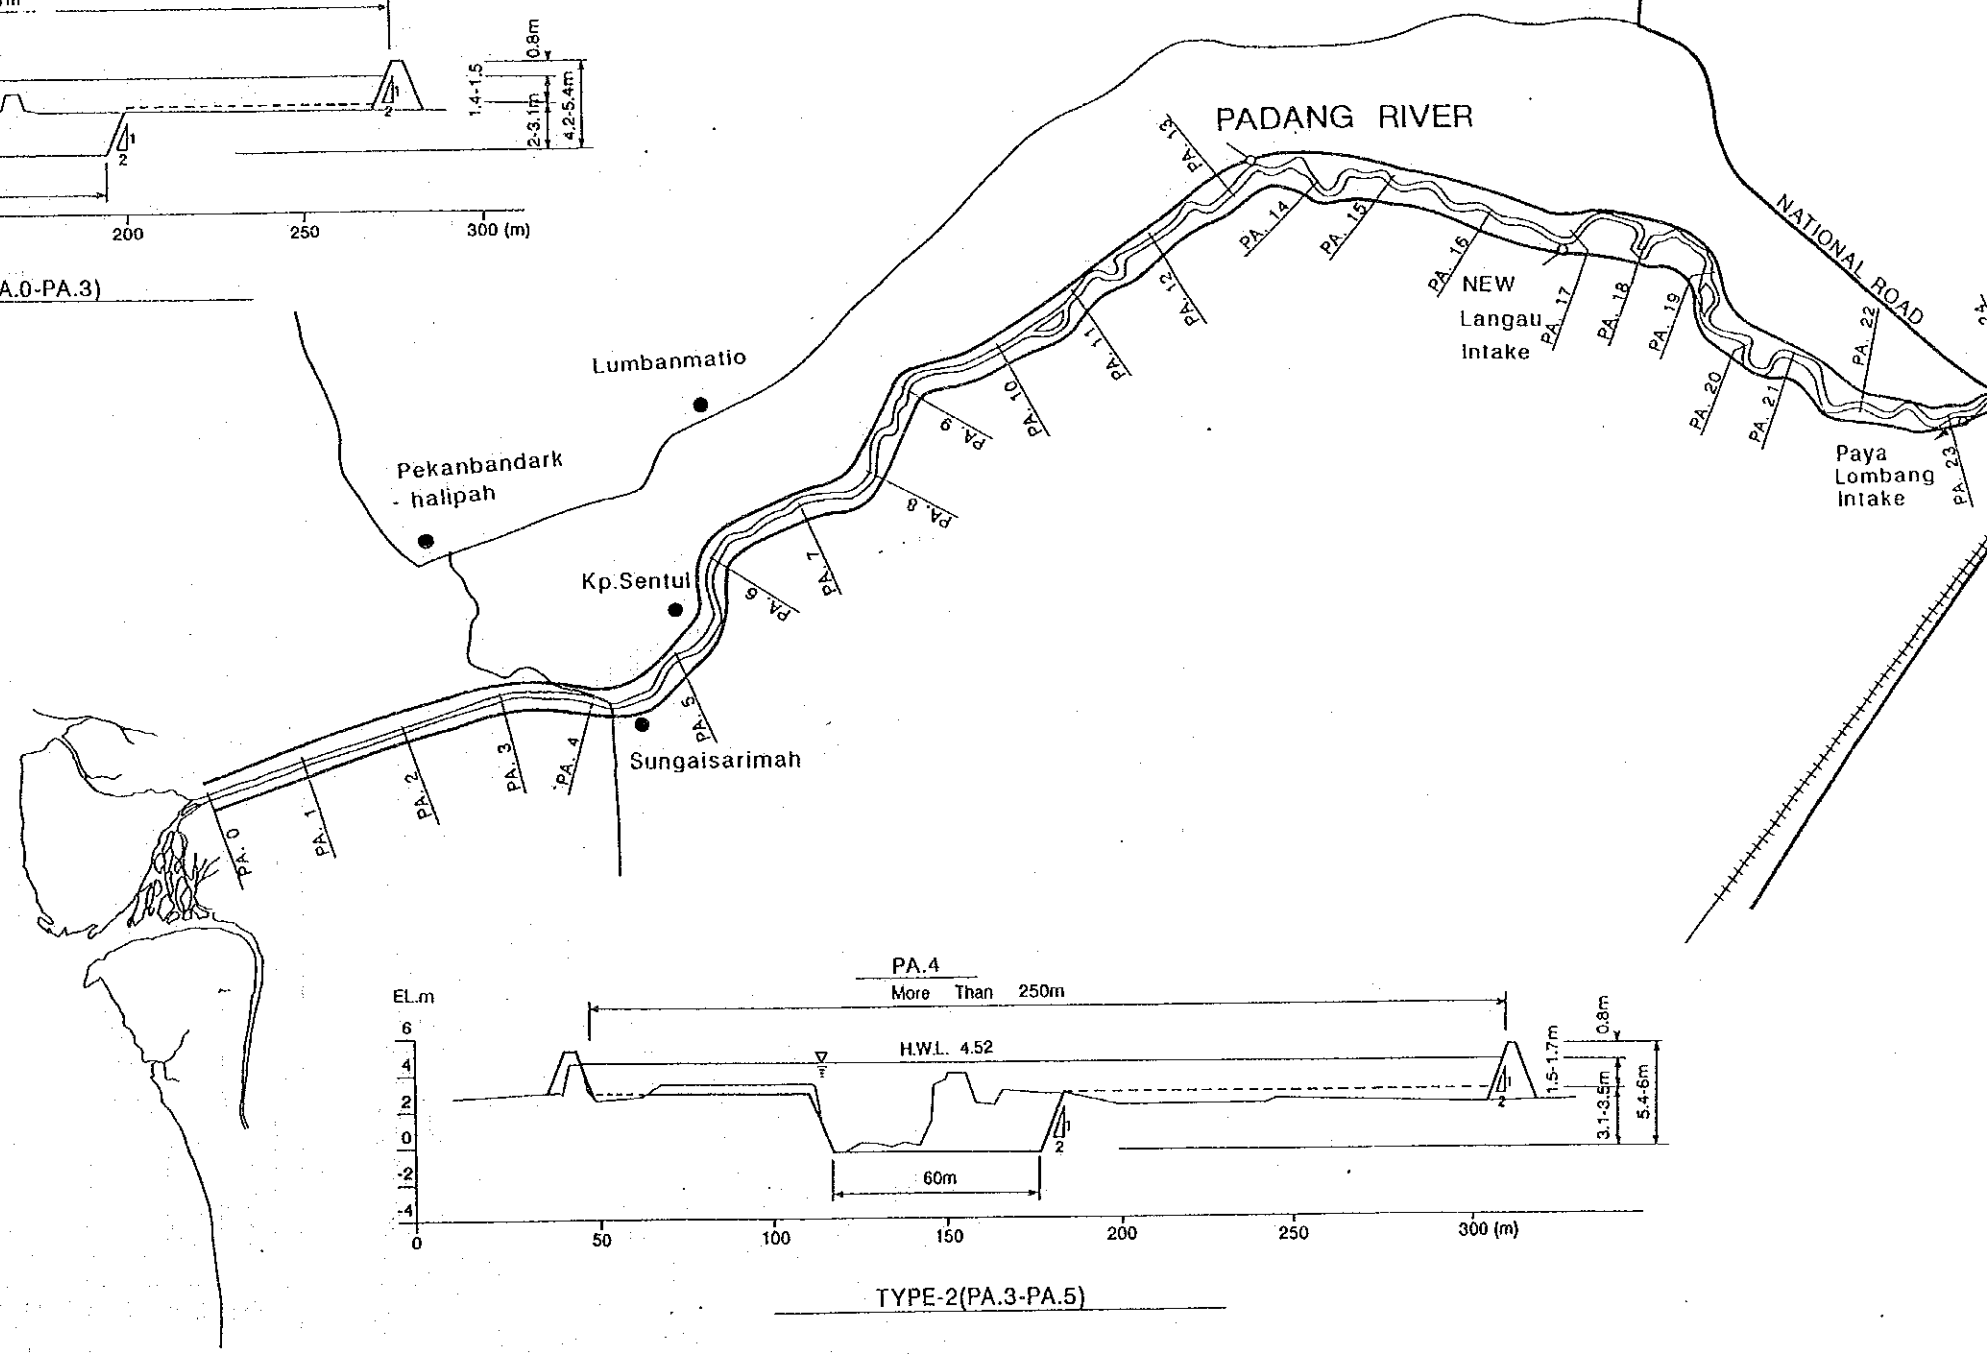 0.8m
1.4-1.5
2-3.1m
4.2-5.4m
1
2
1
2
200 250 300 (m)
A.0-PA.3)
PADANG RIVER
NATIONAL ROAD
PA. 13
PA. 14
PA. 15
PA. 16
NEW
Langau
Intake
PA. 17
PA. 18
PA. 19
PA. 20
PA. 21
PA. 22
Paya
Lombang
Intake
PA. 23
PA. 12
PA. 11
PA. 10
PA. 9
PA. 8
PA. 7
PA. 6
Lumbanmatio
Pekanbandark
- halipah
Kp.Sentul
PA. 5
Sungaisarimah
PA. 4
PA. 3
PA. 2
PA. 1
PA. 0
PA.4
More Than 250m
EL.m
6
4
2
0
-2
-4
H.W.L. 4.52
0.8m
1.5-1.7m
3.1-3.5m
5.4-6m
1
2
1
2
60m
0 50 100 150 200 250 300 (m)
TYPE-2(PA.3-PA.5)